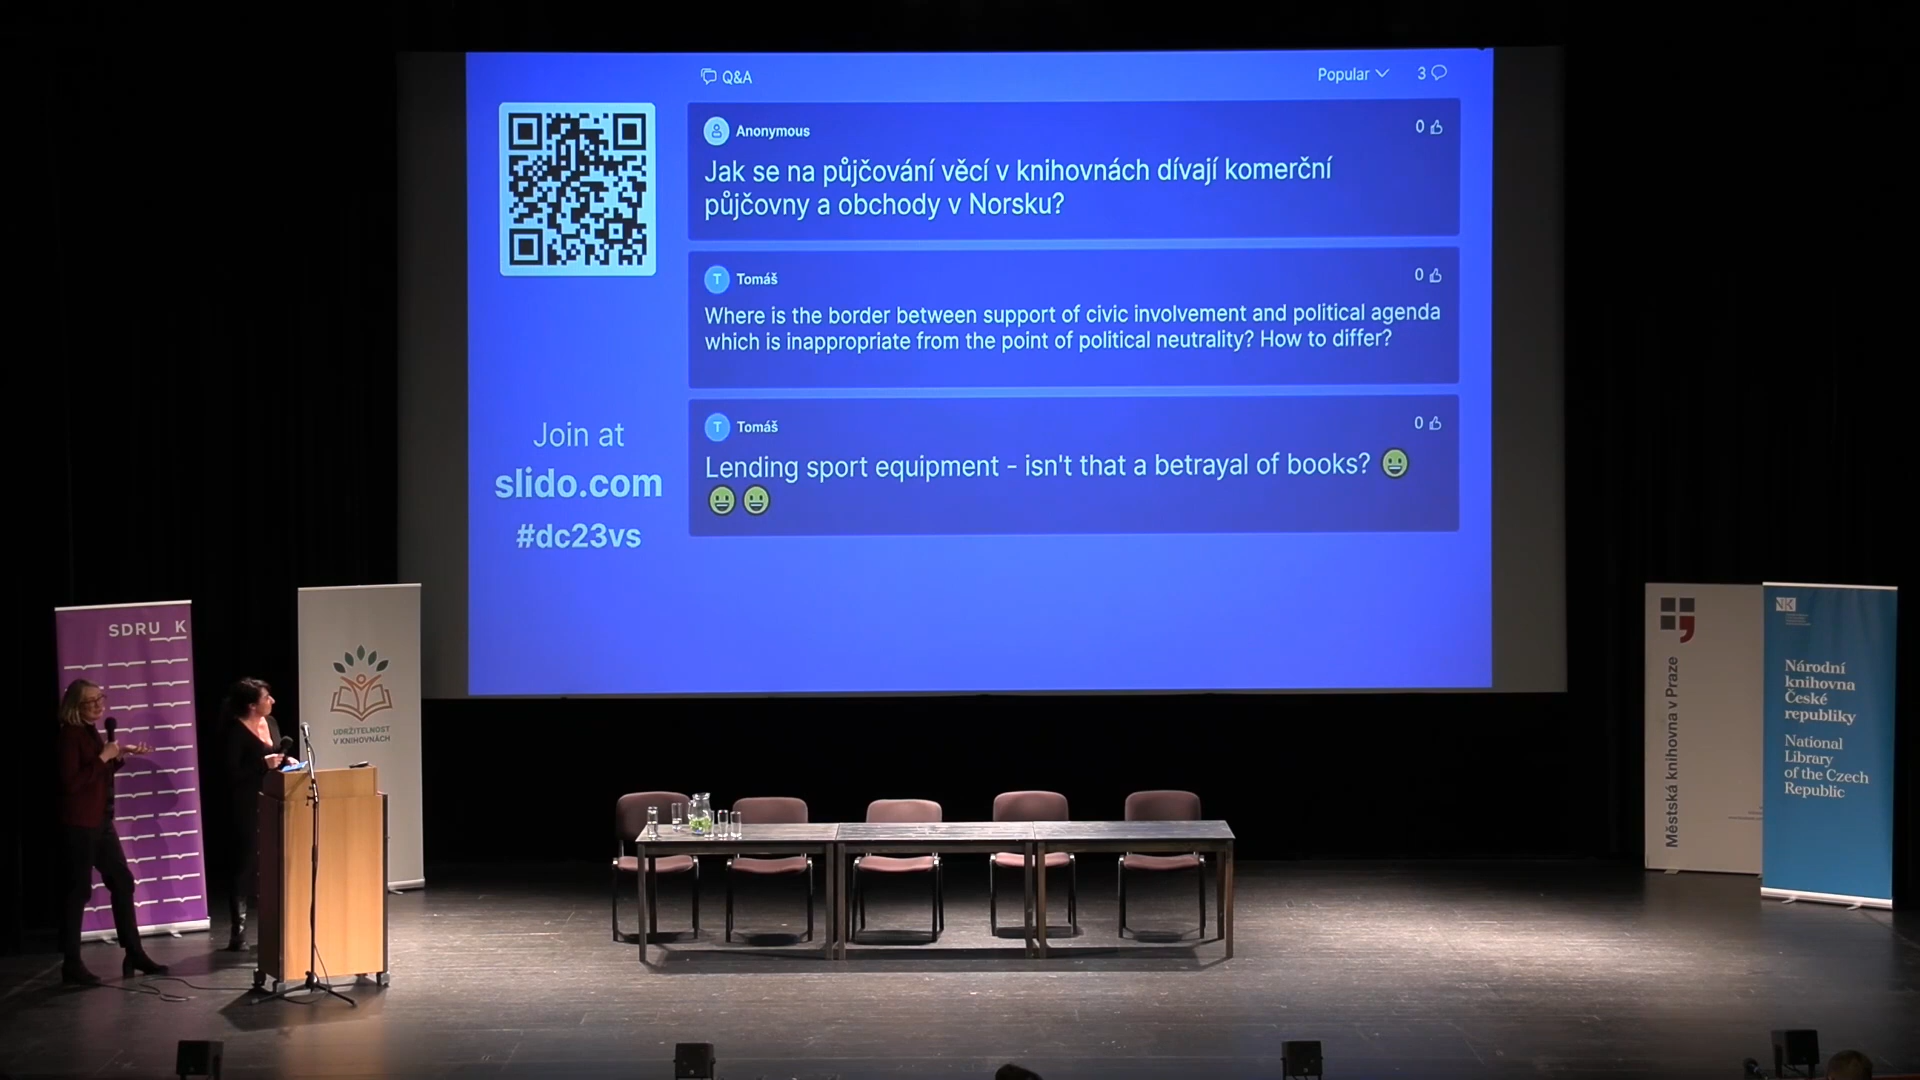 Q&A
Popular
3
Anonymous
0
Jak se na půjčování věcí v knihovnách dívají komerční
půjčovny a obchody v Norsku?
T
Tomáš
0
Where is the border between support of civic involvement and political agenda
which is inappropriate from the point of political neutrality? How to differ?
T
Tomáš
0
Lending sport equipment - isn't that a betrayal of books? 😀
😀 😀
Join at
slido.com
#dc23vs
SDRU_K
UDRŽITELNOST
V KNIHOVNÁCH
Městská knihovna v Praze
NK
Národní
knihovna
České
republiky
National
Library
of the Czech
Republic